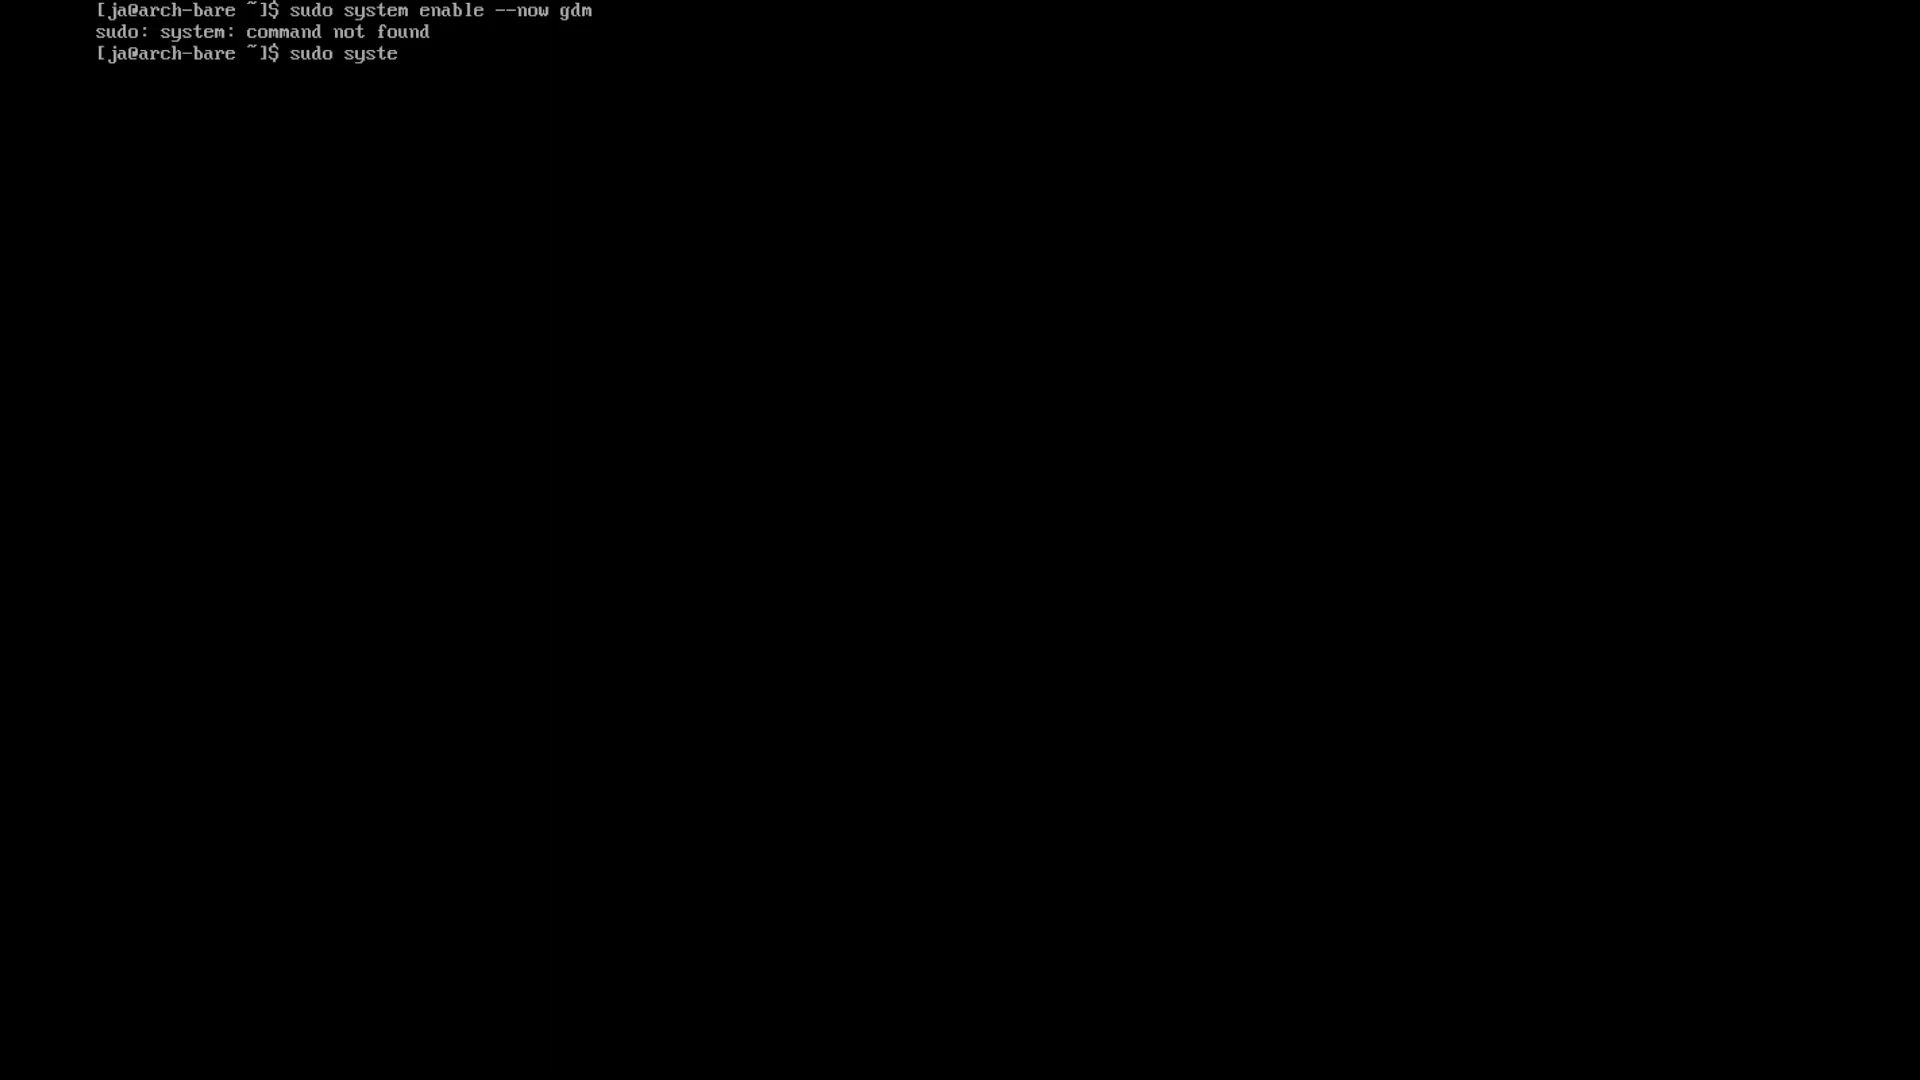 [ja@arch-bare ~]$ sudo system enable --now gdm
sudo: system: command not found
[ja@arch-bare ~]$ sudo syste